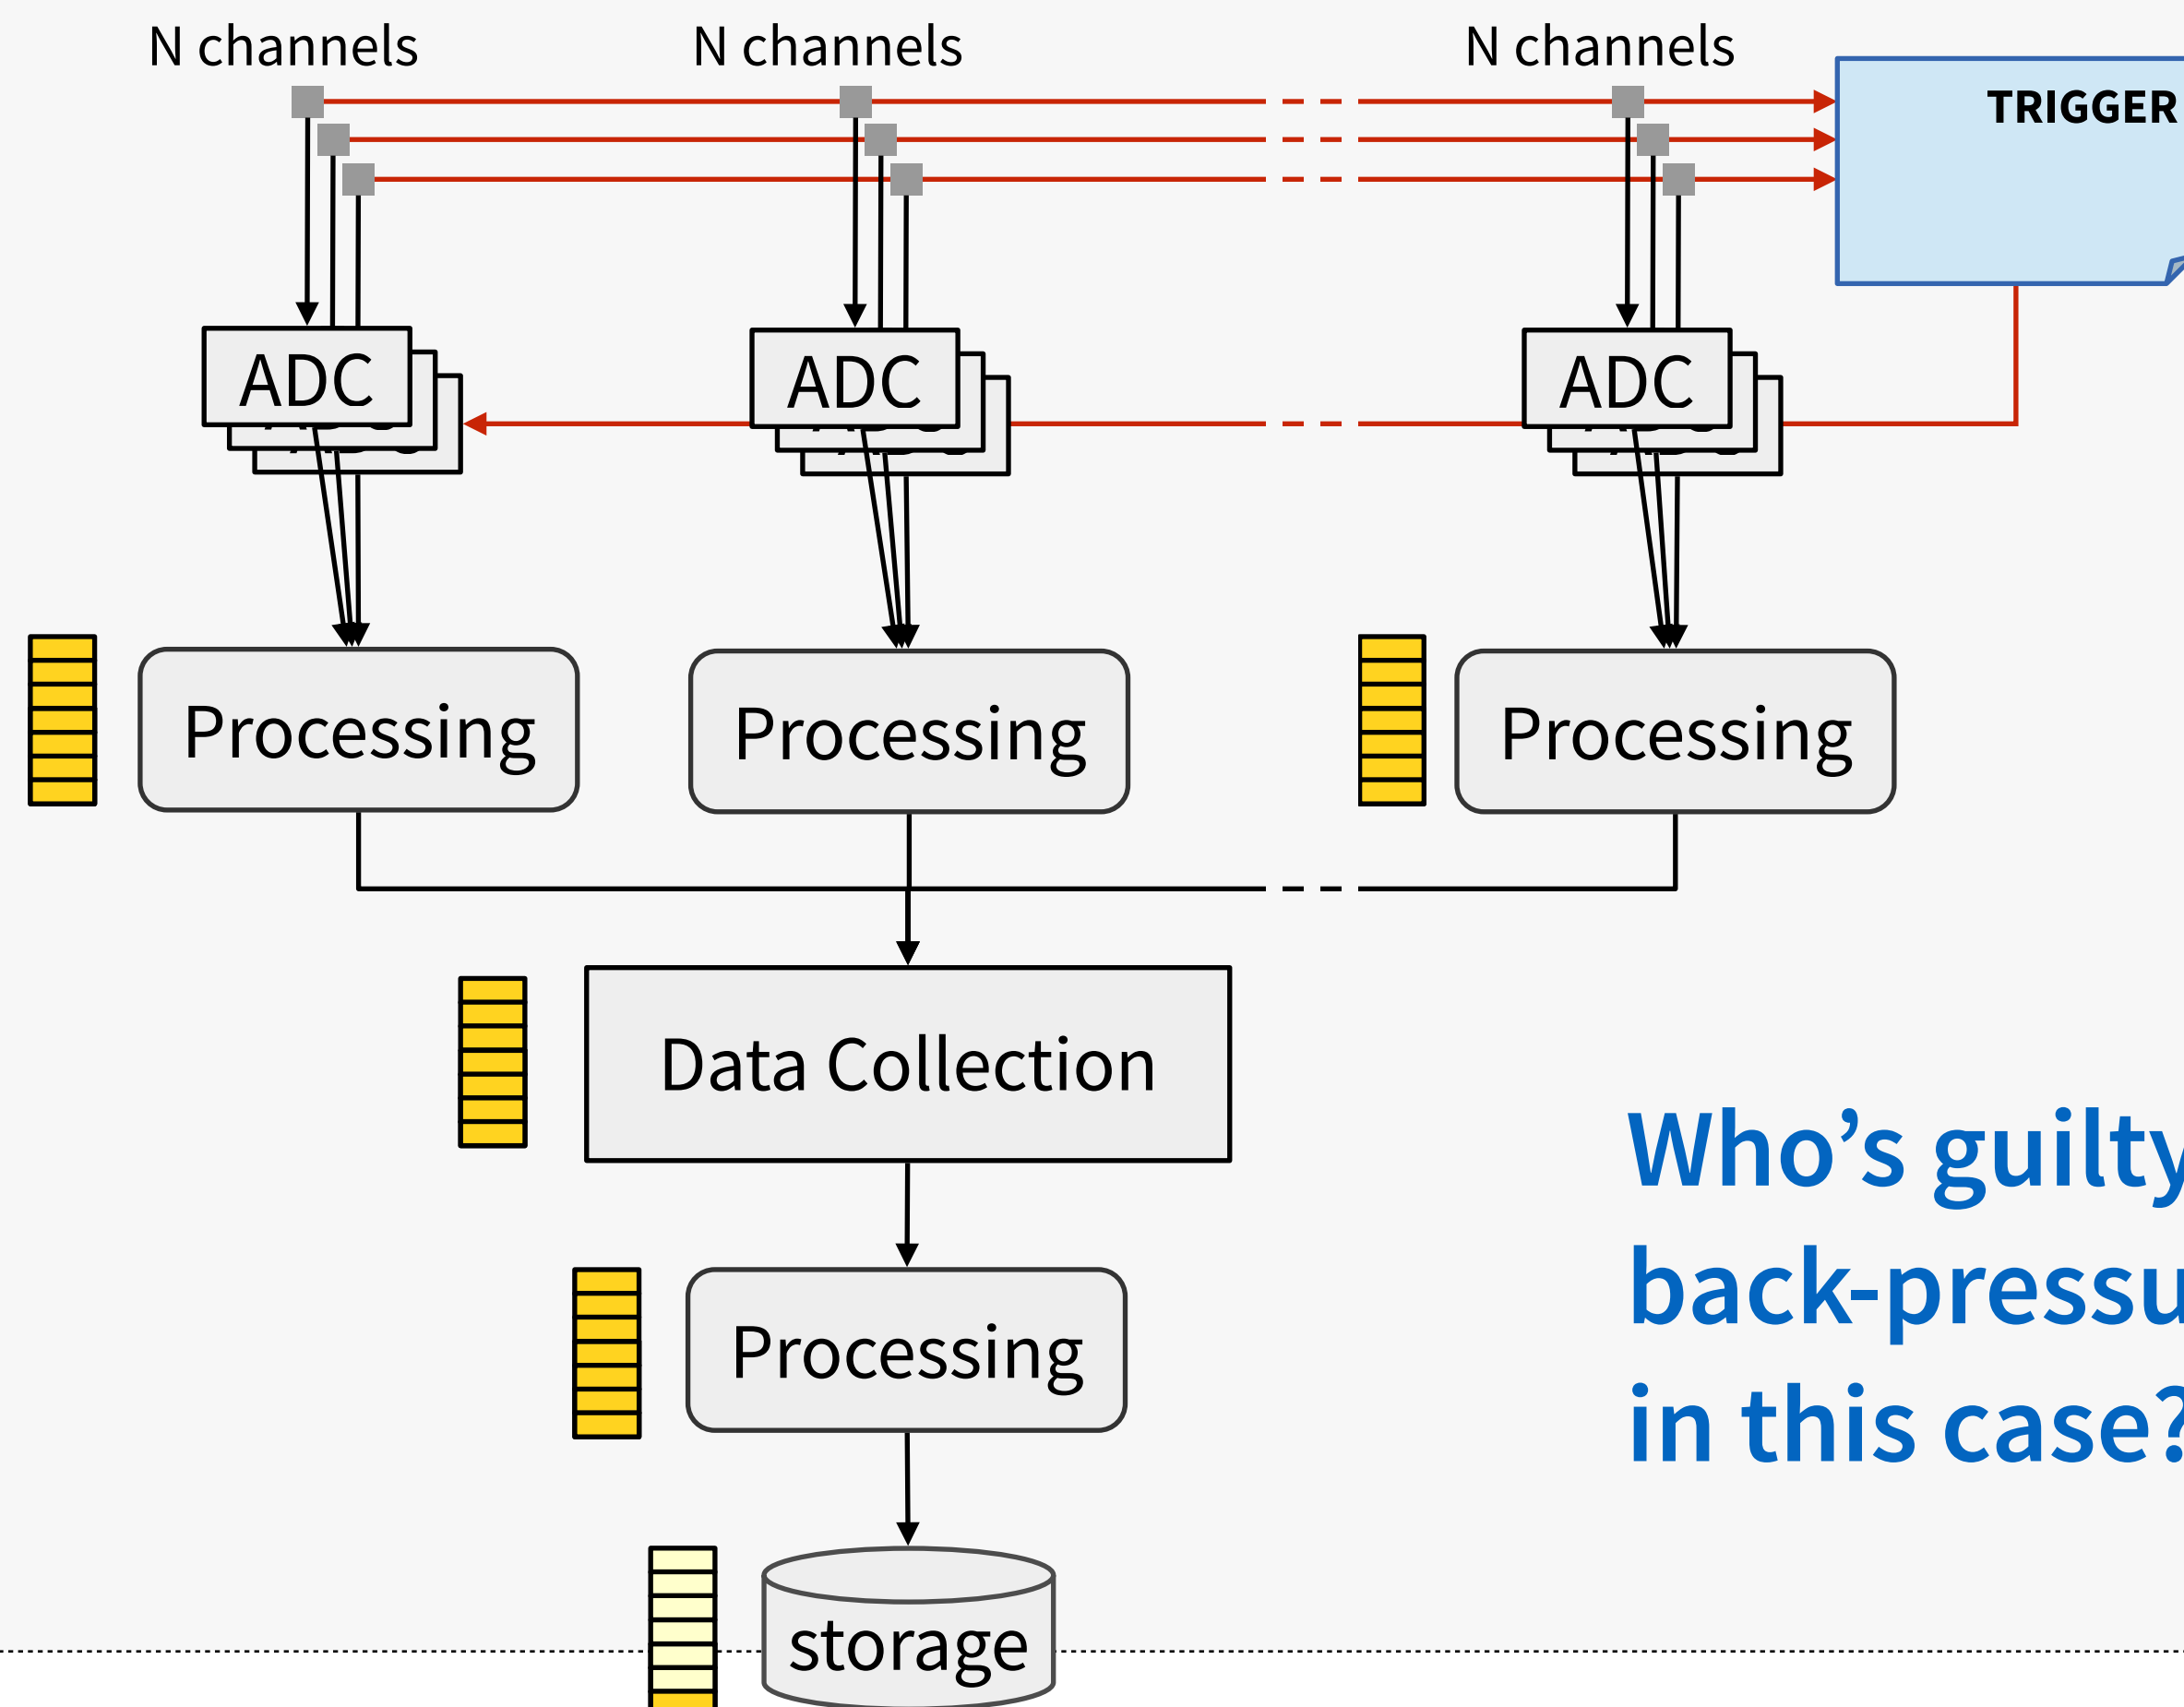 N channels
N channels
N channels
TRIGGER
ADC
ADC
ADC
Processing
Processing
Processing
Data Collection
Who’s guilty
back-pressu
in this case?
Processing
storage